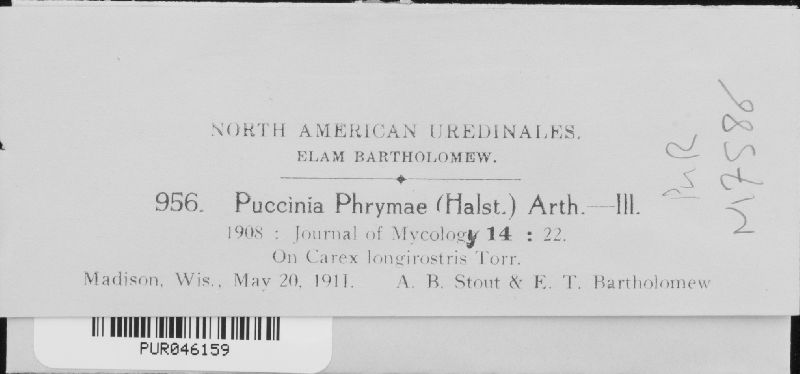 NORTH AMERICAN UREDINALES.
ELAM BARTHOLOMEW.
956. Puccinia Phrymae (Halst.) Arth.—III.
1908 : Journal of Mycology 14 : 22.
On Carex longirostris Torr.
Madison, Wis., May 20, 1911. A. B. Stout & E. T. Bartholomew
PUR
M7586
PUR046159